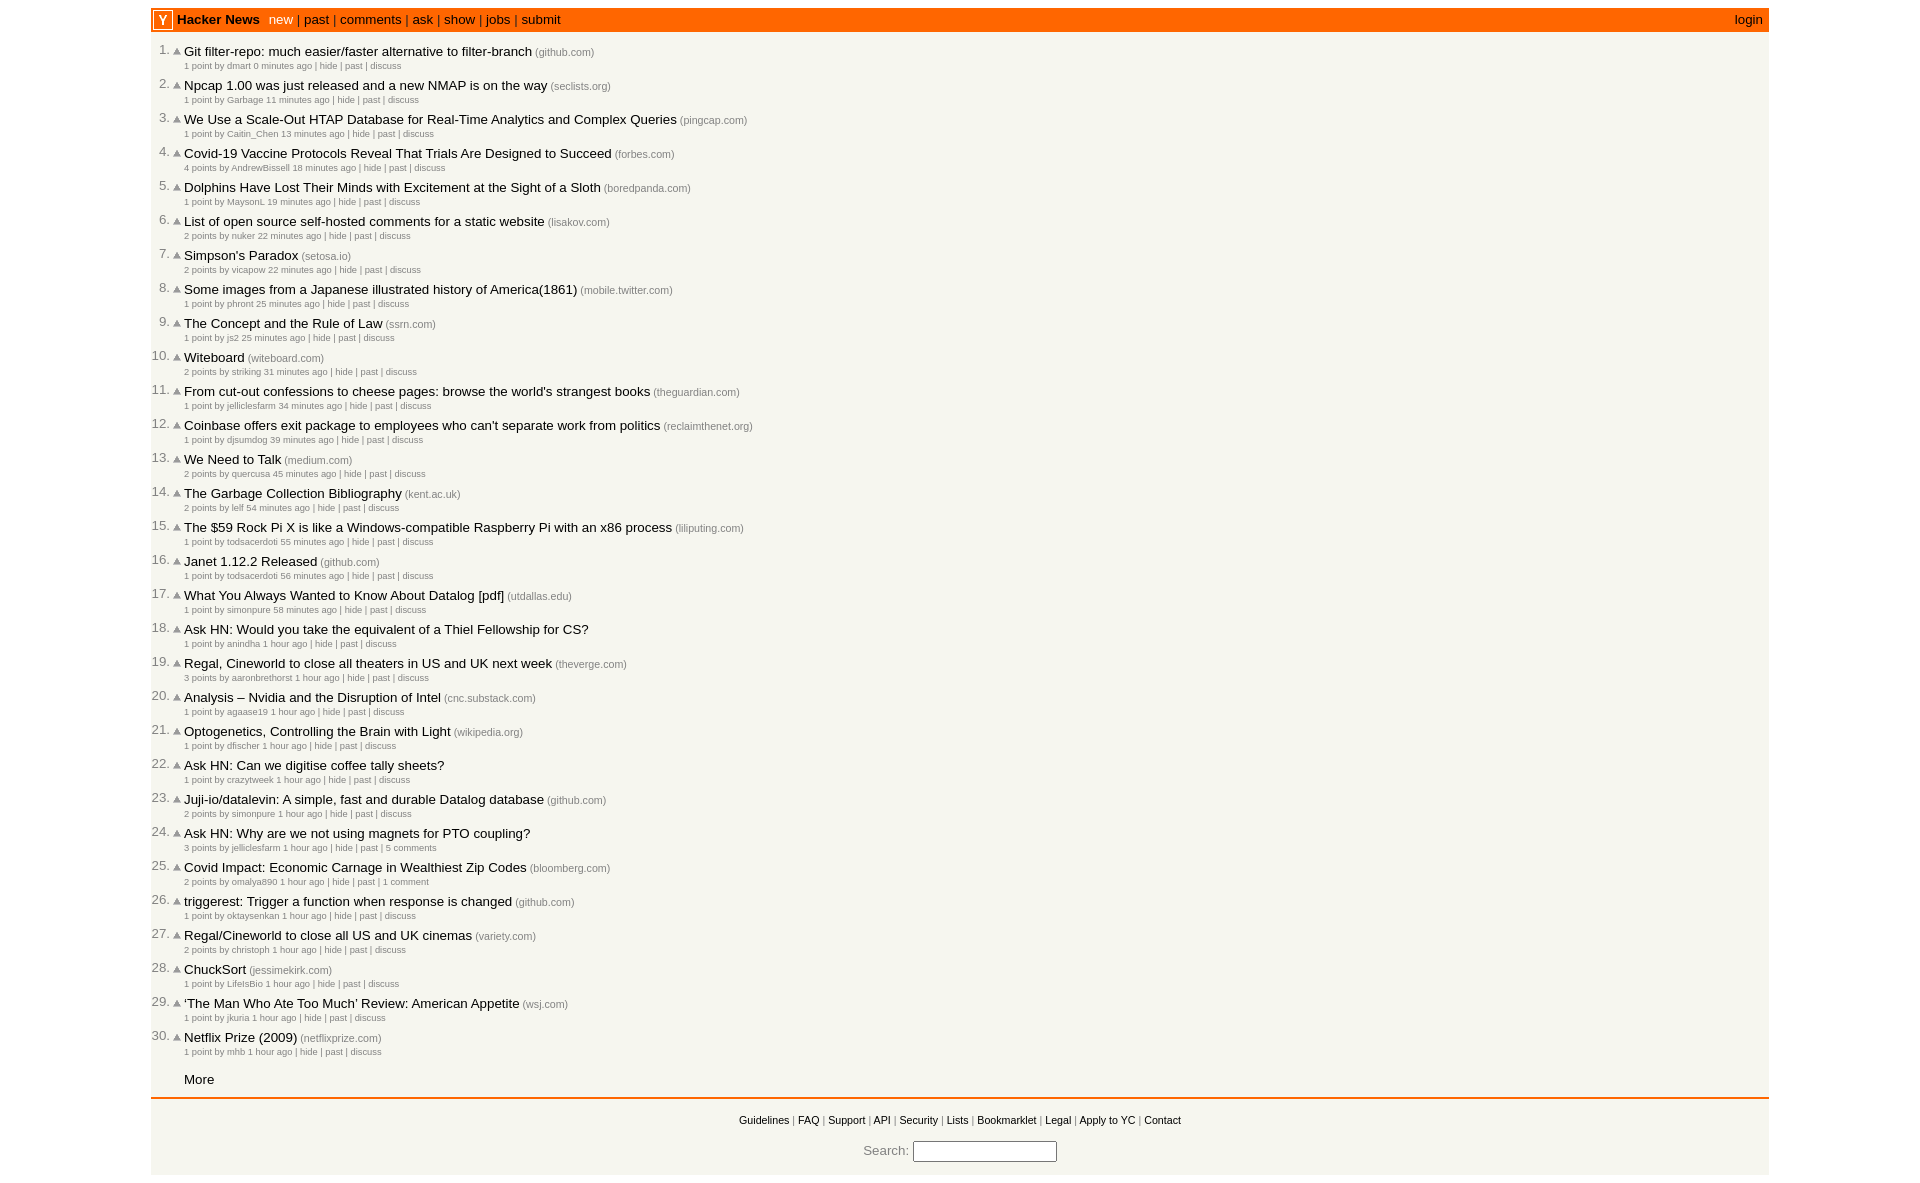 Y Hacker News new | past | comments | ask | show | jobs | submit login
1. Git filter-repo: much easier/faster alternative to filter-branch (github.com)
1 point by dmart 0 minutes ago | hide | past | discuss
2. Npcap 1.00 was just released and a new NMAP is on the way (seclists.org)
1 point by Garbage 11 minutes ago | hide | past | discuss
3. We Use a Scale-Out HTAP Database for Real-Time Analytics and Complex Queries (pingcap.com)
1 point by Caitin_Chen 13 minutes ago | hide | past | discuss
4. Covid-19 Vaccine Protocols Reveal That Trials Are Designed to Succeed (forbes.com)
4 points by AndrewBissell 18 minutes ago | hide | past | discuss
5. Dolphins Have Lost Their Minds with Excitement at the Sight of a Sloth (boredpanda.com)
1 point by MaysonL 19 minutes ago | hide | past | discuss
6. List of open source self-hosted comments for a static website (lisakov.com)
2 points by nuker 22 minutes ago | hide | past | discuss
7. Simpson's Paradox (setosa.io)
2 points by vicapow 22 minutes ago | hide | past | discuss
8. Some images from a Japanese illustrated history of America(1861) (mobile.twitter.com)
1 point by phront 25 minutes ago | hide | past | discuss
9. The Concept and the Rule of Law (ssrn.com)
1 point by js2 25 minutes ago | hide | past | discuss
10. Witeboard (witeboard.com)
2 points by striking 31 minutes ago | hide | past | discuss
11. From cut-out confessions to cheese pages: browse the world's strangest books (theguardian.com)
1 point by jelliclesfarm 34 minutes ago | hide | past | discuss
12. Coinbase offers exit package to employees who can't separate work from politics (reclaimthenet.org)
1 point by djsumdog 39 minutes ago | hide | past | discuss
13. We Need to Talk (medium.com)
2 points by quercusa 45 minutes ago | hide | past | discuss
14. The Garbage Collection Bibliography (kent.ac.uk)
2 points by lelf 54 minutes ago | hide | past | discuss
15. The $59 Rock Pi X is like a Windows-compatible Raspberry Pi with an x86 process (liliputing.com)
1 point by todsacerdoti 55 minutes ago | hide | past | discuss
16. Janet 1.12.2 Released (github.com)
1 point by todsacerdoti 56 minutes ago | hide | past | discuss
17. What You Always Wanted to Know About Datalog [pdf] (utdallas.edu)
1 point by simonpure 58 minutes ago | hide | past | discuss
18. Ask HN: Would you take the equivalent of a Thiel Fellowship for CS?
1 point by anindha 1 hour ago | hide | past | discuss
19. Regal, Cineworld to close all theaters in US and UK next week (theverge.com)
3 points by aaronbrethorst 1 hour ago | hide | past | discuss
20. Analysis – Nvidia and the Disruption of Intel (cnc.substack.com)
1 point by agaase19 1 hour ago | hide | past | discuss
21. Optogenetics, Controlling the Brain with Light (wikipedia.org)
1 point by dfischer 1 hour ago | hide | past | discuss
22. Ask HN: Can we digitise coffee tally sheets?
1 point by crazytweek 1 hour ago | hide | past | discuss
23. Juji-io/datalevin: A simple, fast and durable Datalog database (github.com)
2 points by simonpure 1 hour ago | hide | past | discuss
24. Ask HN: Why are we not using magnets for PTO coupling?
3 points by jelliclesfarm 1 hour ago | hide | past | 5 comments
25. Covid Impact: Economic Carnage in Wealthiest Zip Codes (bloomberg.com)
2 points by omalya890 1 hour ago | hide | past | 1 comment
26. triggerest: Trigger a function when response is changed (github.com)
1 point by oktaysenkan 1 hour ago | hide | past | discuss
27. Regal/Cineworld to close all US and UK cinemas (variety.com)
2 points by christoph 1 hour ago | hide | past | discuss
28. ChuckSort (jessimekirk.com)
1 point by LifeIsBio 1 hour ago | hide | past | discuss
29. ‘The Man Who Ate Too Much’ Review: American Appetite (wsj.com)
1 point by jkuria 1 hour ago | hide | past | discuss
30. Netflix Prize (2009) (netflixprize.com)
1 point by mhb 1 hour ago | hide | past | discuss
More
Guidelines | FAQ | Support | API | Security | Lists | Bookmarklet | Legal | Apply to YC | Contact
Search: